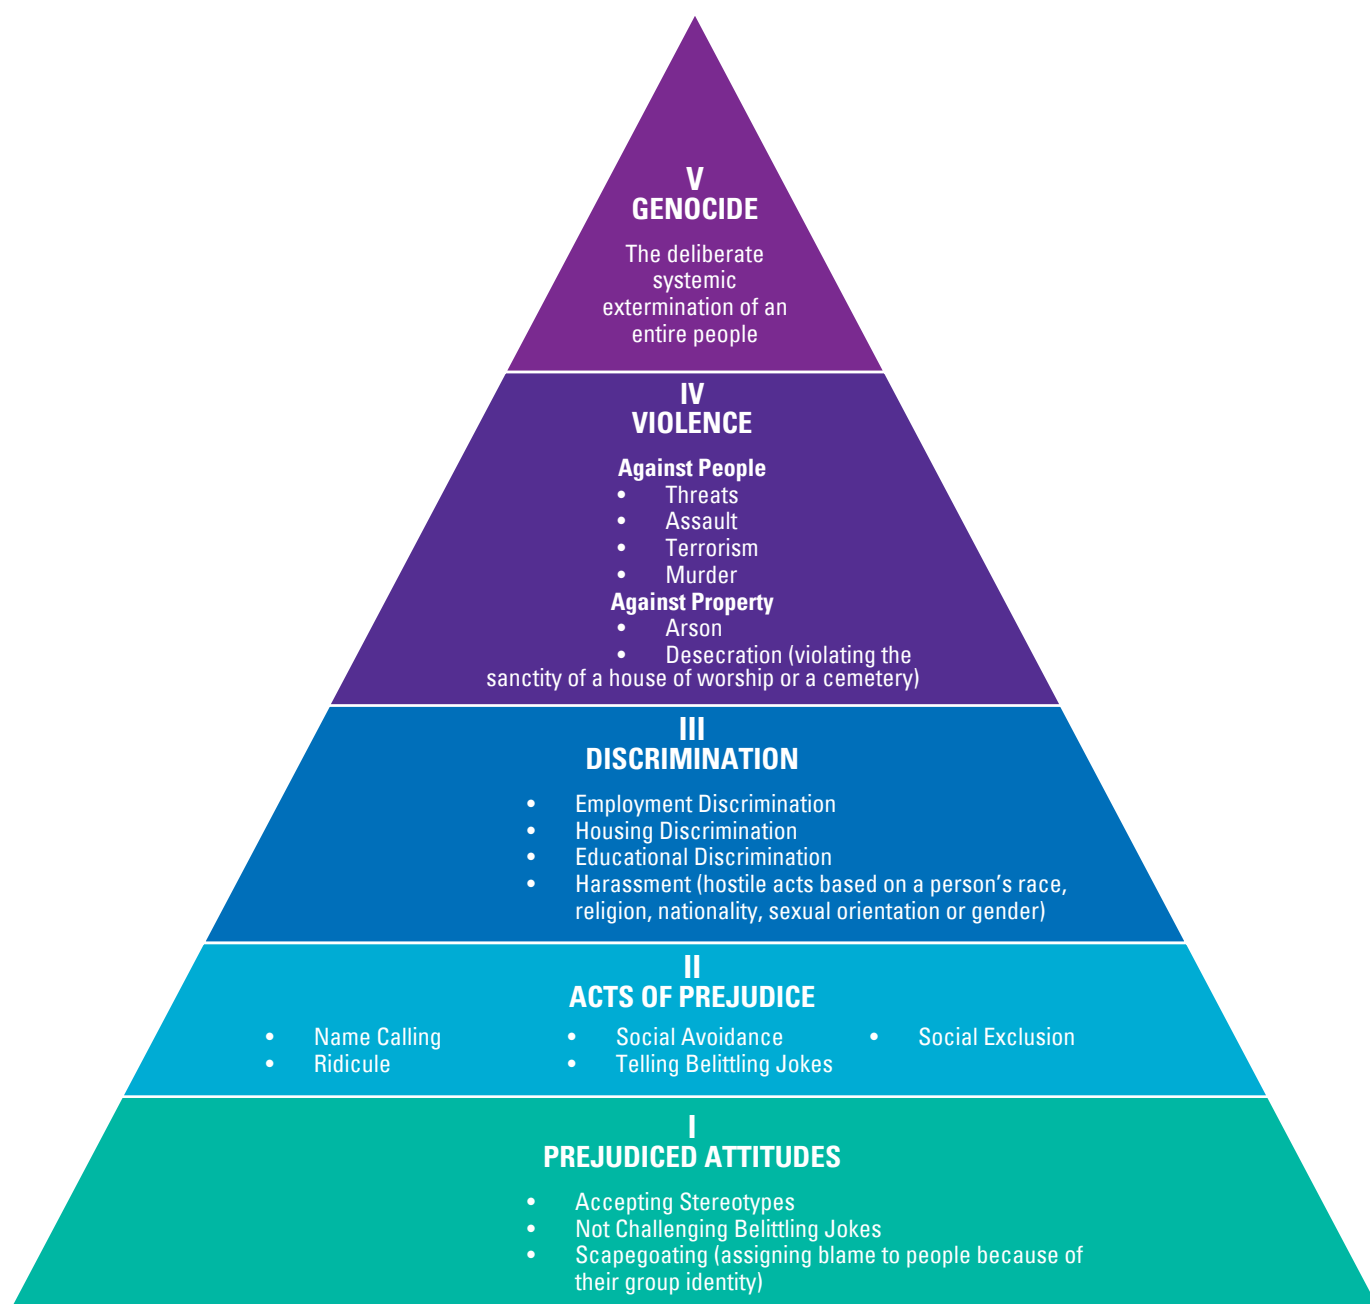 V
GENOCIDE
The deliberate
systemic
extermination of an
entire people
IV
VIOLENCE
Against People
• Threats
• Assault
• Terrorism
• Murder
Against Property
• Arson
• Desecration (violating the
sanctity of a house of worship or a cemetery)
III
DISCRIMINATION
• Employment Discrimination
• Housing Discrimination
• Educational Discrimination
• Harassment (hostile acts based on a person’s race,
religion, nationality, sexual orientation or gender)
II
ACTS OF PREJUDICE
• Name Calling
• Ridicule
• Social Avoidance
• Telling Belittling Jokes
• Social Exclusion
I
PREJUDICED ATTITUDES
• Accepting Stereotypes
• Not Challenging Belittling Jokes
• Scapegoating (assigning blame to people because of
their group identity)